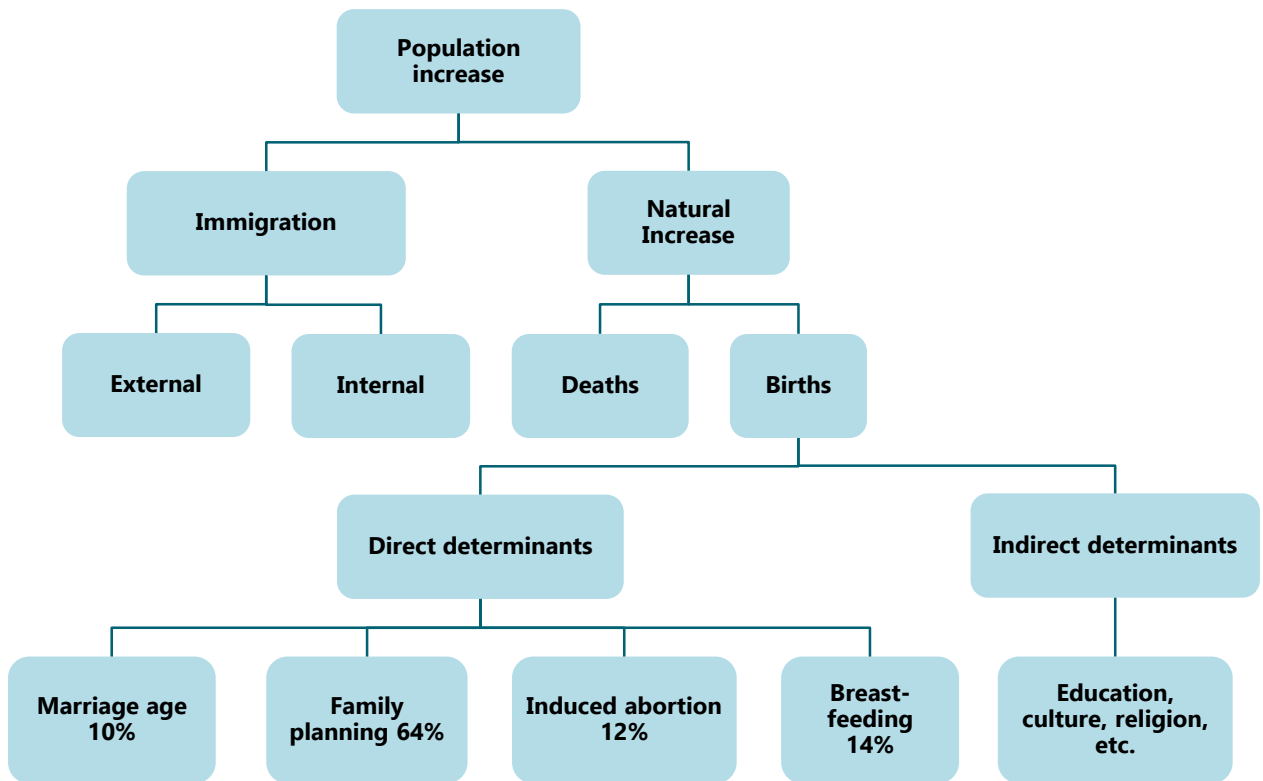 Population
increase
Immigration
Natural
Increase
External
Internal
Deaths
Births
Direct determinants
Indirect determinants
Marriage age
10%
Family
planning 64%
Induced abortion
12%
Breast-
feeding
14%
Education,
culture, religion,
etc.